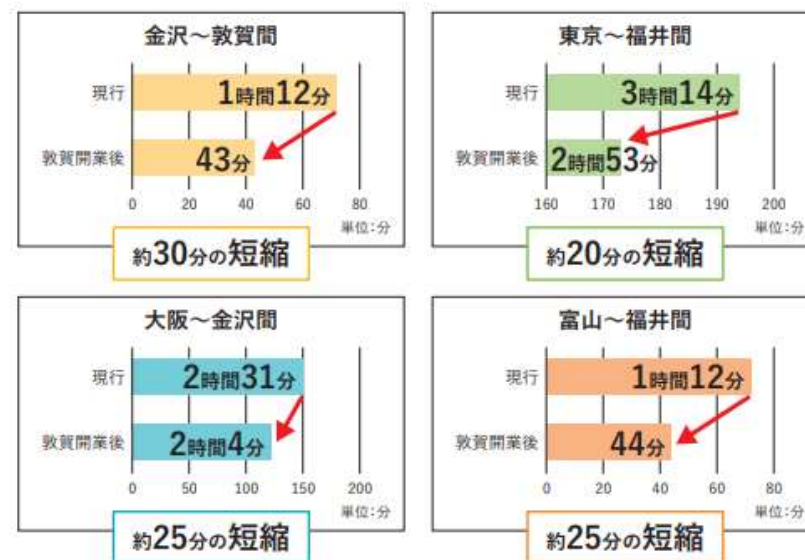 金沢～敦賀間
現行
1時間12分
敦賀開業後
43分
0 20 40 60 80
単位:分
約30分の短縮
東京～福井間
現行
3時間14分
敦賀開業後
2時間53分
160 170 180 190 200
単位:分
約20分の短縮
大阪～金沢間
現行
2時間31分
敦賀開業後
2時間4分
0 50 100 150 200
単位:分
約25分の短縮
富山～福井間
現行
1時間12分
敦賀開業後
44分
0 20 40 60 80
単位:分
約25分の短縮